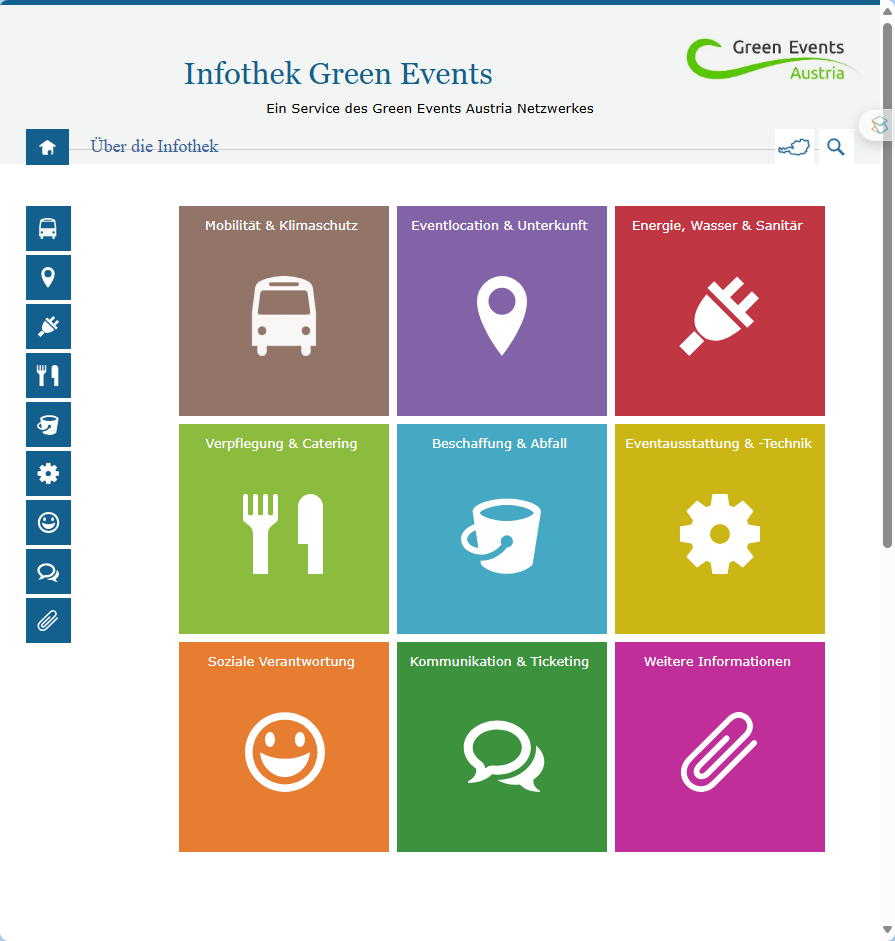 Green Events
Austria
Infothek Green Events
Ein Service des Green Events Austria Netzwerkes
Über die Infothek
Mobilität & Klimaschutz
Eventlocation & Unterkunft
Energie, Wasser & Sanitär
Verpflegung & Catering
Beschaffung & Abfall
Eventausstattung & -Technik
Soziale Verantwortung
Kommunikation & Ticketing
Weitere Informationen